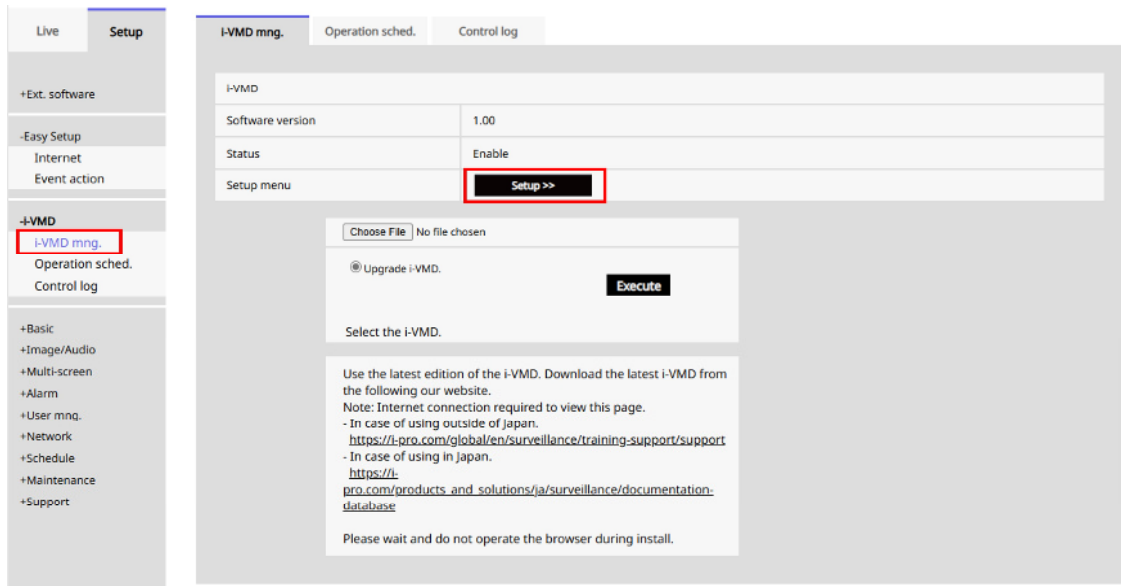 Live
Setup
+Ext. software
-Easy Setup
Internet
Event action
-i-VMD
i-VMD mng.
Operation sched.
Control log
+Basic
+Image/Audio
+Multi-screen
+Alarm
+User mng.
+Network
+Schedule
+Maintenance
+Support
i-VMD mng.
Operation sched.
Control log
i-VMD
Software version 1.00
Status Enable
Setup menu Setup >>
Choose File No file chosen
Upgrade i-VMD.
Execute
Select the i-VMD.
Use the latest edition of the i-VMD. Download the latest i-VMD from
the following our website.
Note: Internet connection required to view this page.
- In case of using outside of Japan.
https://i-pro.com/global/en/surveillance/training-support/support
- In case of using in Japan.
https://i-
pro.com/products_and_solutions/ja/surveillance/documentation-
database
Please wait and do not operate the browser during install.